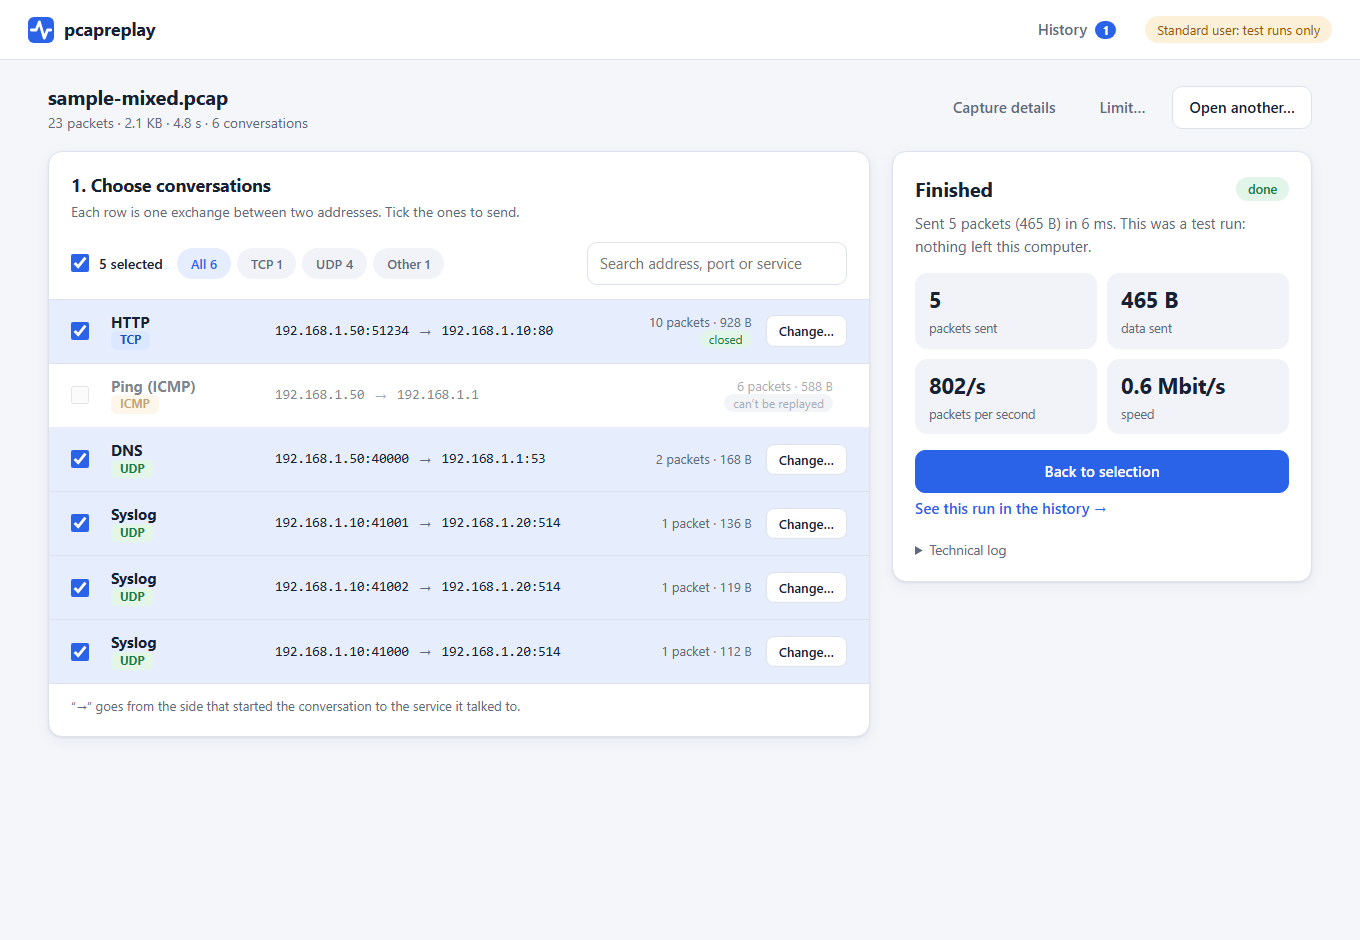 pcapreplay
History 1
Standard user: test runs only
sample-mixed.pcap
23 packets · 2.1 KB · 4.8 s · 6 conversations
Capture details
Limit...
Open another...
1. Choose conversations
Each row is one exchange between two addresses. Tick the ones to send.
5 selected
All 6
TCP 1
UDP 4
Other 1
Search address, port or service
HTTP
TCP
192.168.1.50:51234 → 192.168.1.10:80
10 packets · 928 B
closed
Change...
Ping (ICMP)
ICMP
192.168.1.50 → 192.168.1.1
6 packets · 588 B
can't be replayed
DNS
UDP
192.168.1.50:40000 → 192.168.1.1:53
2 packets · 168 B
Change...
Syslog
UDP
192.168.1.10:41001 → 192.168.1.20:514
1 packet · 136 B
Change...
Syslog
UDP
192.168.1.10:41002 → 192.168.1.20:514
1 packet · 119 B
Change...
Syslog
UDP
192.168.1.10:41000 → 192.168.1.20:514
1 packet · 112 B
Change...
"→" goes from the side that started the conversation to the service it talked to.
Finished
done
Sent 5 packets (465 B) in 6 ms. This was a test run:
nothing left this computer.
5
packets sent
465 B
data sent
802/s
packets per second
0.6 Mbit/s
speed
Back to selection
See this run in the history →
Technical log